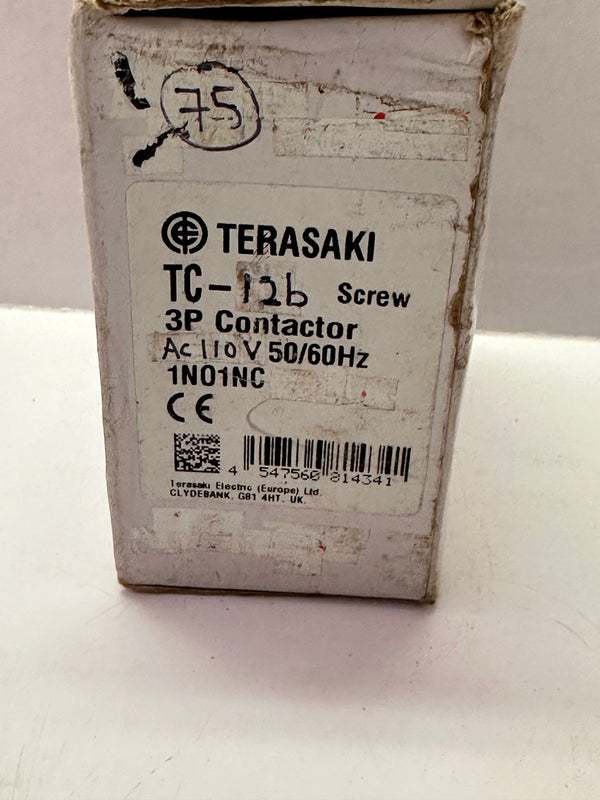 75
TERASAKI
TC-12b Screw
3P Contactor
Ac 110V 50/60Hz
1NO1NC
CE
4 547560 814341
Terasaki Electric (Europe) Ltd.
CLYDEBANK. G81 4HT. UK.